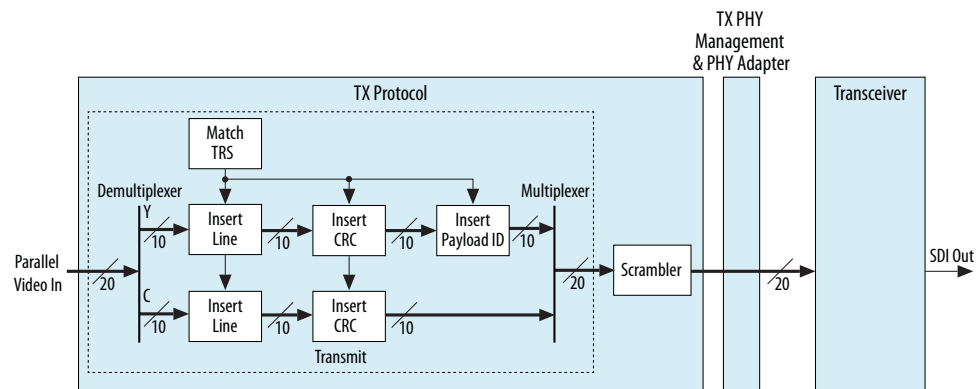 TX PHY
Management
& PHY Adapter
TX Protocol
Transceiver
Match
TRS
Demultiplexer
Multiplexer
Y
10
Insert
Line
10
Insert
CRC
10
Insert
Payload ID
10
Parallel
Video In
20
20
Scrambler
20
SDI Out
C
10
Insert
Line
10
Insert
CRC
10
Transmit